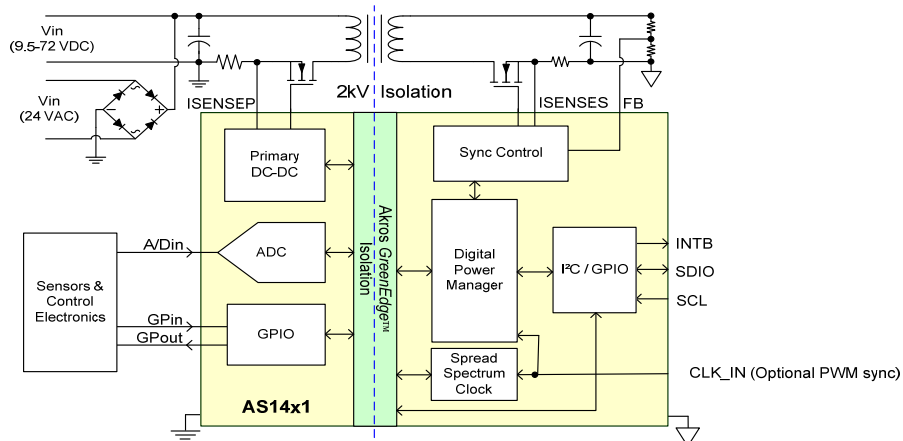 Vin
(9.5-72 VDC)
Vin
(24 VAC)
ISENSEP
2kV Isolation
ISENSES
FB
Primary
DC-DC
Sync Control
Akros GreenEdge™
Isolation
Digital
Power
Manager
I²C / GPIO
INTB
SDIO
SCL
Sensors &
Control
Electronics
A/Din
ADC
GPin
GPout
GPIO
Spread
Spectrum
Clock
CLK_IN (Optional PWM sync)
AS14x1